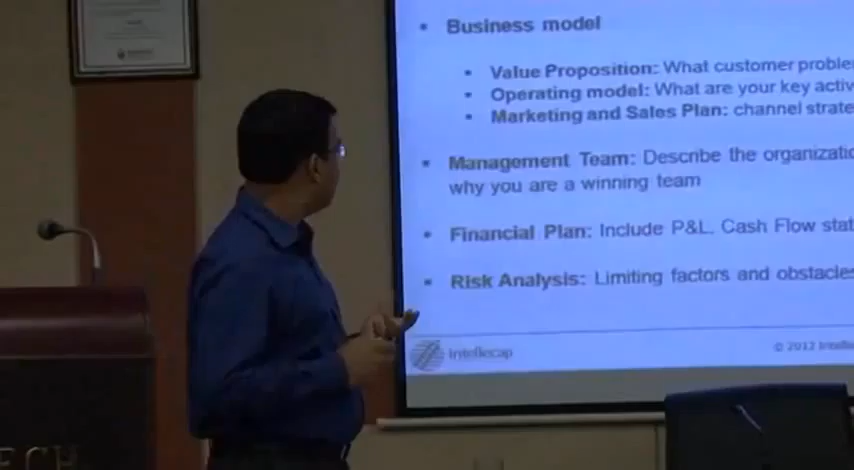 Business model
Value Proposition: What customer proble
Operating model: What are your key activ
Marketing and Sales Plan: channel strate
Management Team: Describe the organizatio
why you are a winning team
Financial Plan: Include P&L, Cash Flow stat
Risk Analysis: Limiting factors and obstacles
Intellecap
© 2012 Intelle
ECH